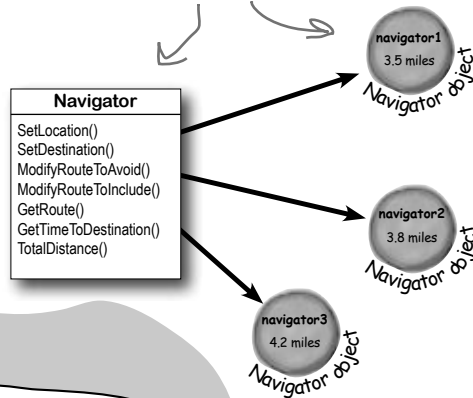 Navigator
SetLocation()
SetDestination()
ModifyRouteToAvoid()
ModifyRouteToInclude()
GetRoute()
GetTimeToDestination()
TotalDistance()
navigator1
3.5 miles
Navigator object
navigator2
3.8 miles
Navigator object
navigator3
4.2 miles
Navigator object